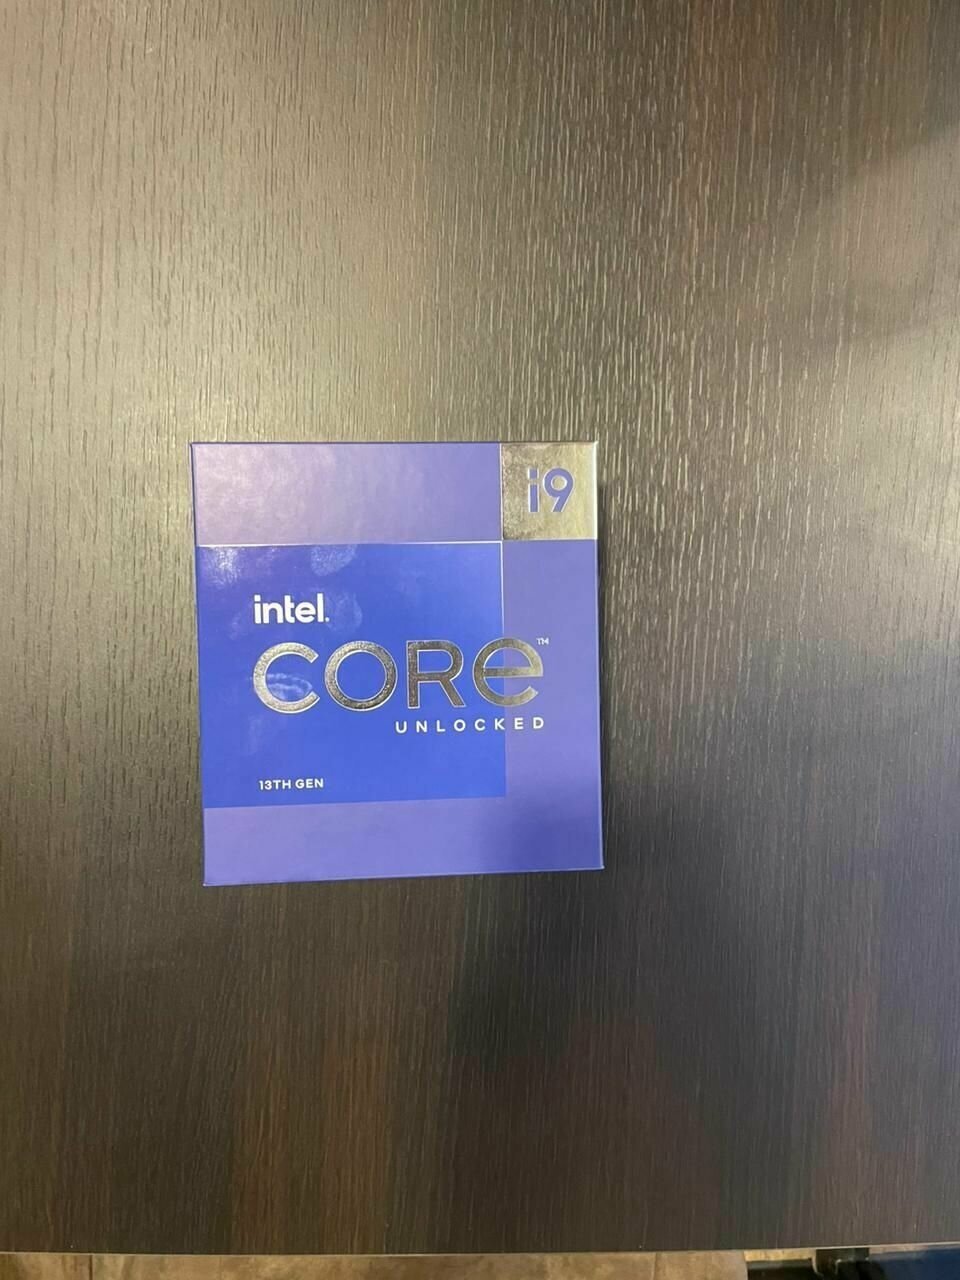 i9
intel.
CORE™
UNLOCKED
13TH GEN